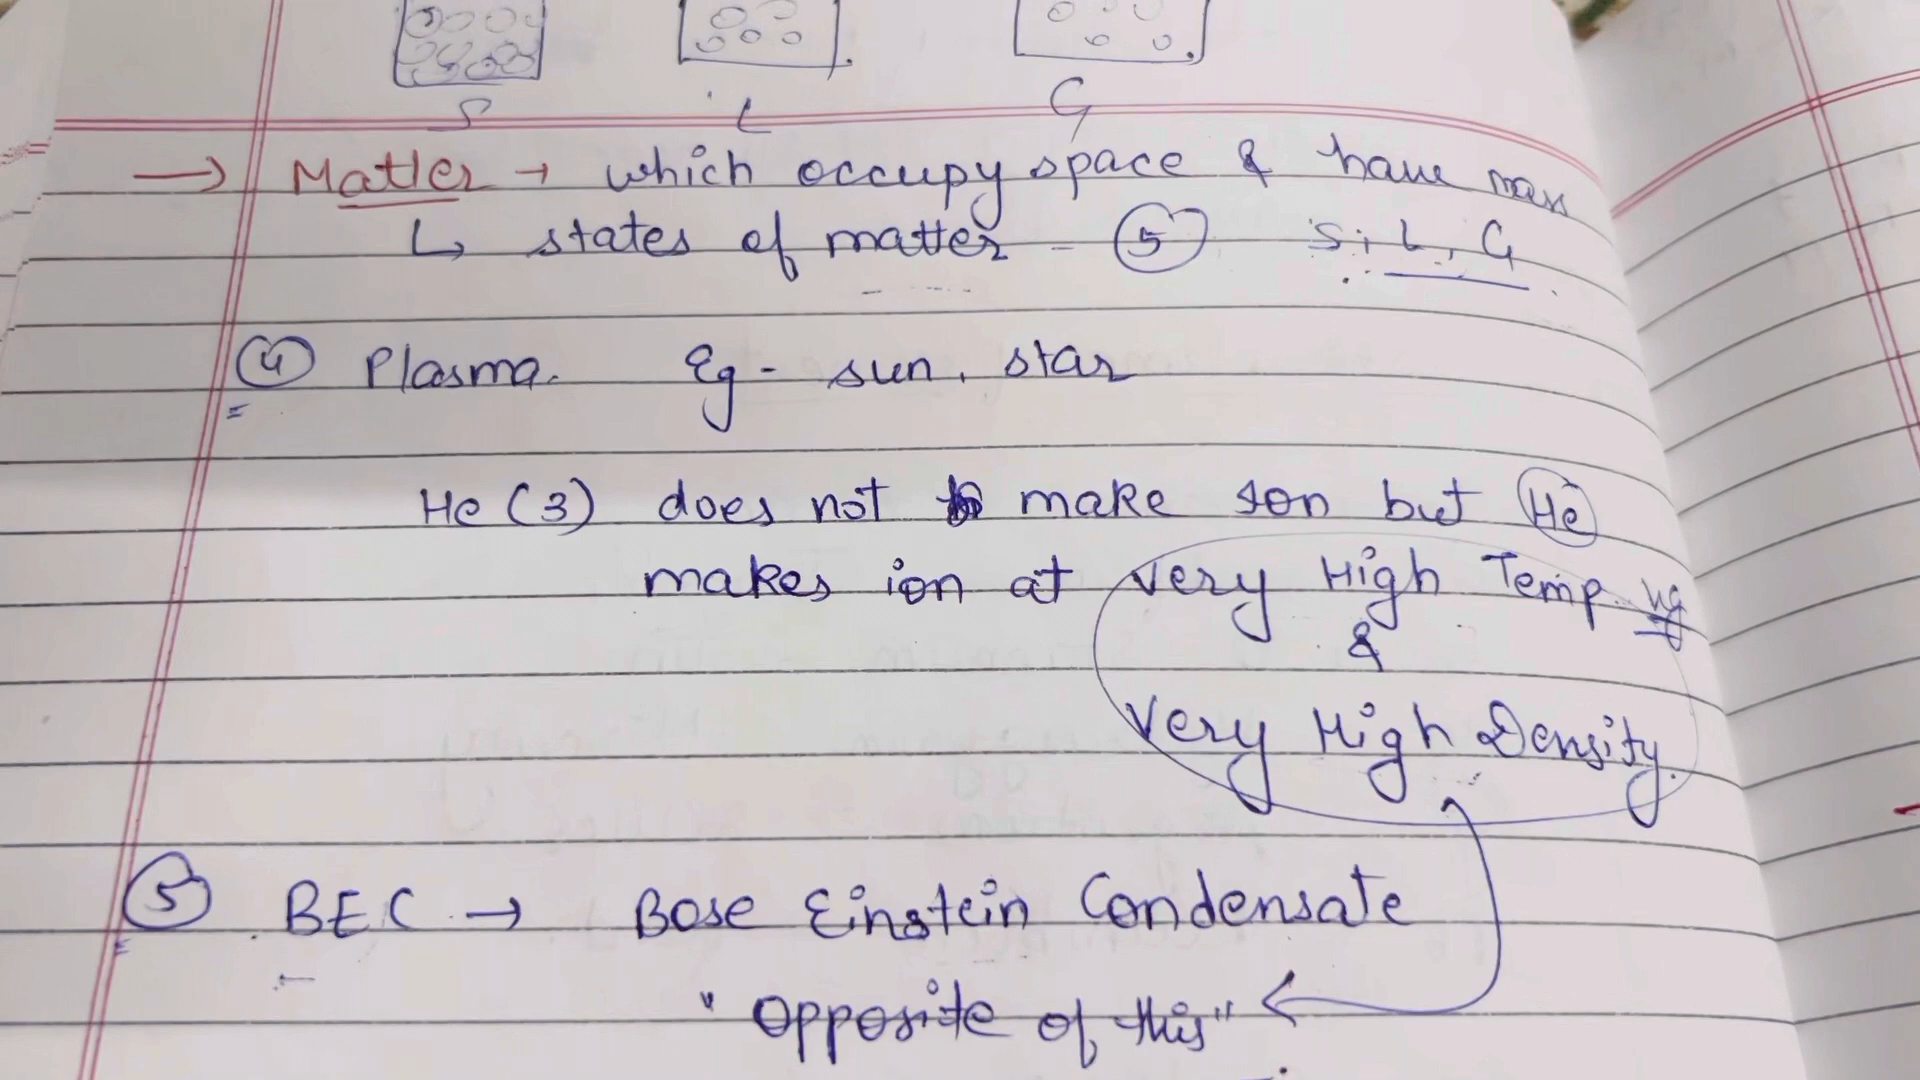 S L G
→ Matter → which occupy space & have mass
↳ states of matter - 5 S, L, G
4 Plasma. Eg - sun, star
He (3) does not make ion but He
makes ion at very High Temp
&
Very High Density.
5 BEC → Bose Einstein Condensate
"Opposite of this"